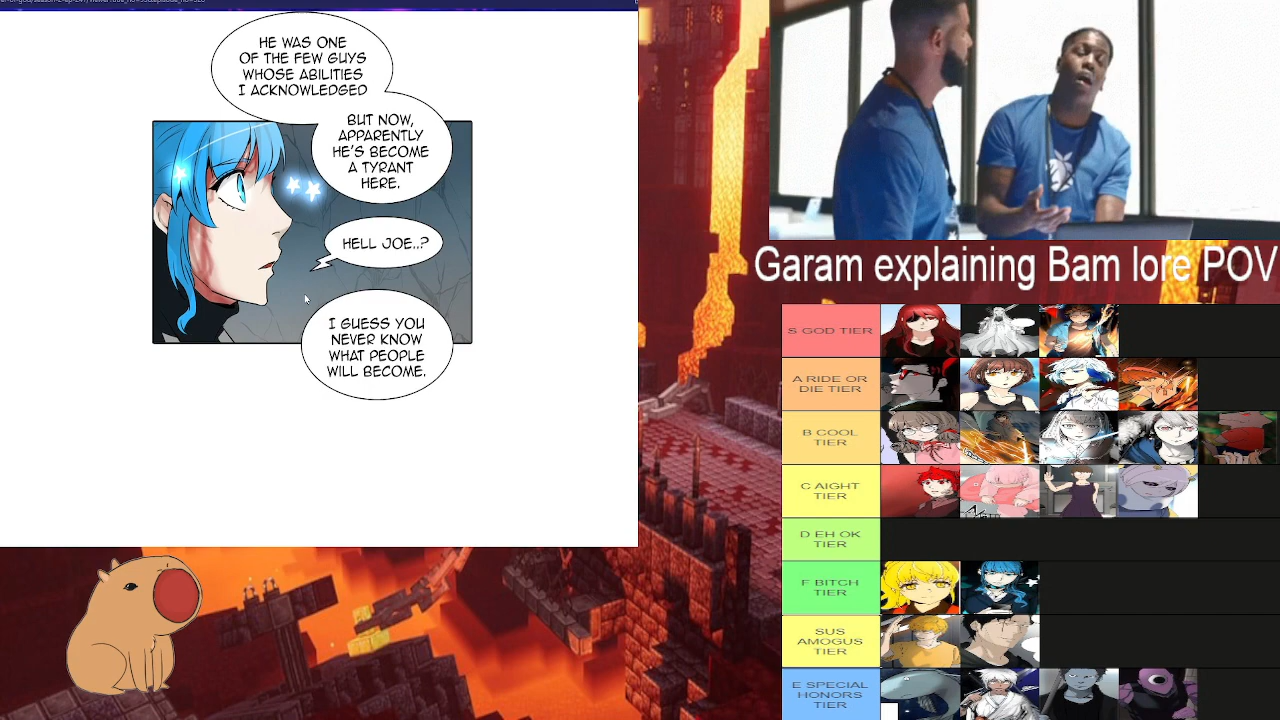 HE WAS ONE
OF THE FEW GUYS
WHOSE ABILITIES
I ACKNOWLEDGED
BUT NOW,
APPARENTLY
HE'S BECOME
A TYRANT
HERE.
HELL JOE..?
I GUESS YOU
NEVER KNOW
WHAT PEOPLE
WILL BECOME.
Garam explaining Bam lore POV
S GOD TIER
A RIDE OR
DIE TIER
B COOL
TIER
C AIGHT
TIER
D EH OK
TIER
F BITCH
TIER
SUS
AMOGUS
TIER
E SPECIAL
HONORS
TIER